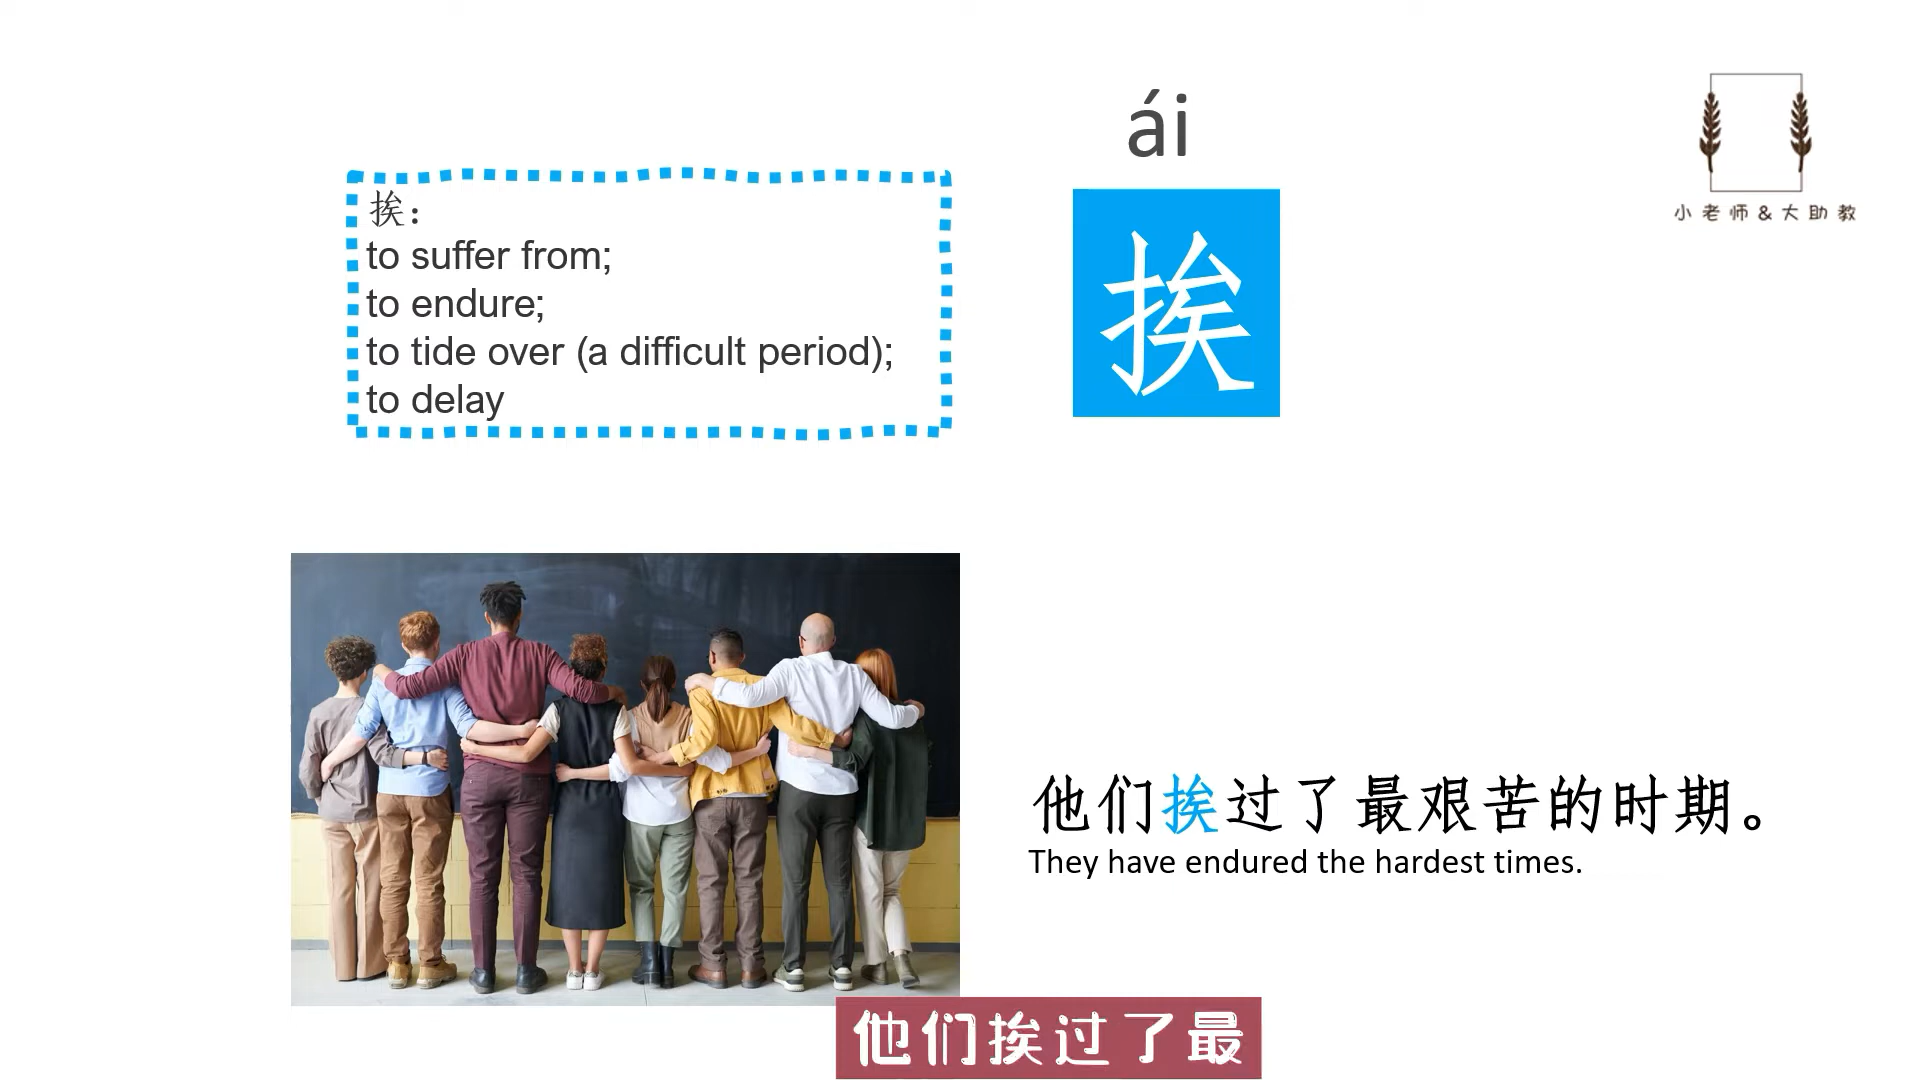 ái
小老师&大助教
挨：
to suffer from;
to endure;
to tide over (a difficult period);
to delay
挨
他们挨过了最艰苦的时期。
They have endured the hardest times.
他们挨过了最